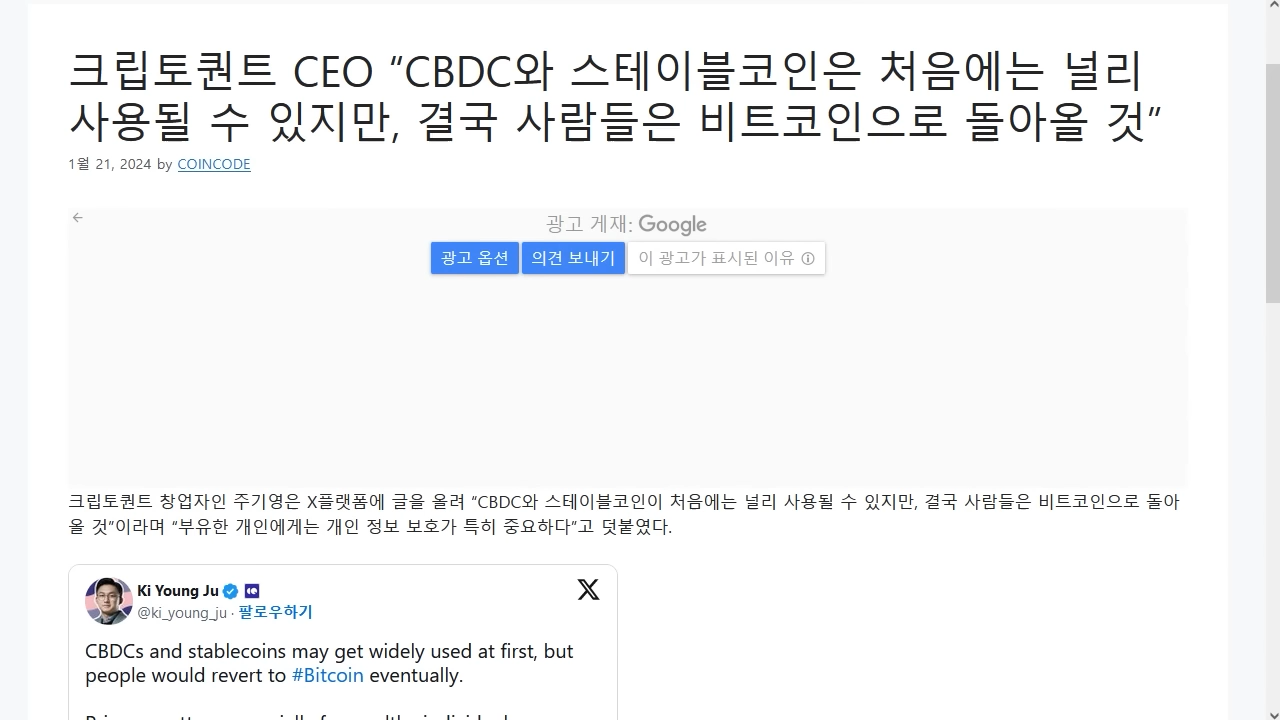 크립토퀀트 CEO “CBDC와 스테이블코인은 처음에는 널리
사용될 수 있지만, 결국 사람들은 비트코인으로 돌아올 것”
1월 21, 2024 by COINCODE
광고 게재: Google
광고 옵션 의견 보내기 이 광고가 표시된 이유
크립토퀀트 창업자인 주기영은 X플랫폼에 글을 올려 “CBDC와 스테이블코인이 처음에는 널리 사용될 수 있지만, 결국 사람들은 비트코인으로 돌아
올 것”이라며 “부유한 개인에게는 개인 정보 보호가 특히 중요하다”고 덧붙였다.
Ki Young Ju
@ki_young_ju · 팔로우하기
CBDCs and stablecoins may get widely used at first, but
people would revert to #Bitcoin eventually.